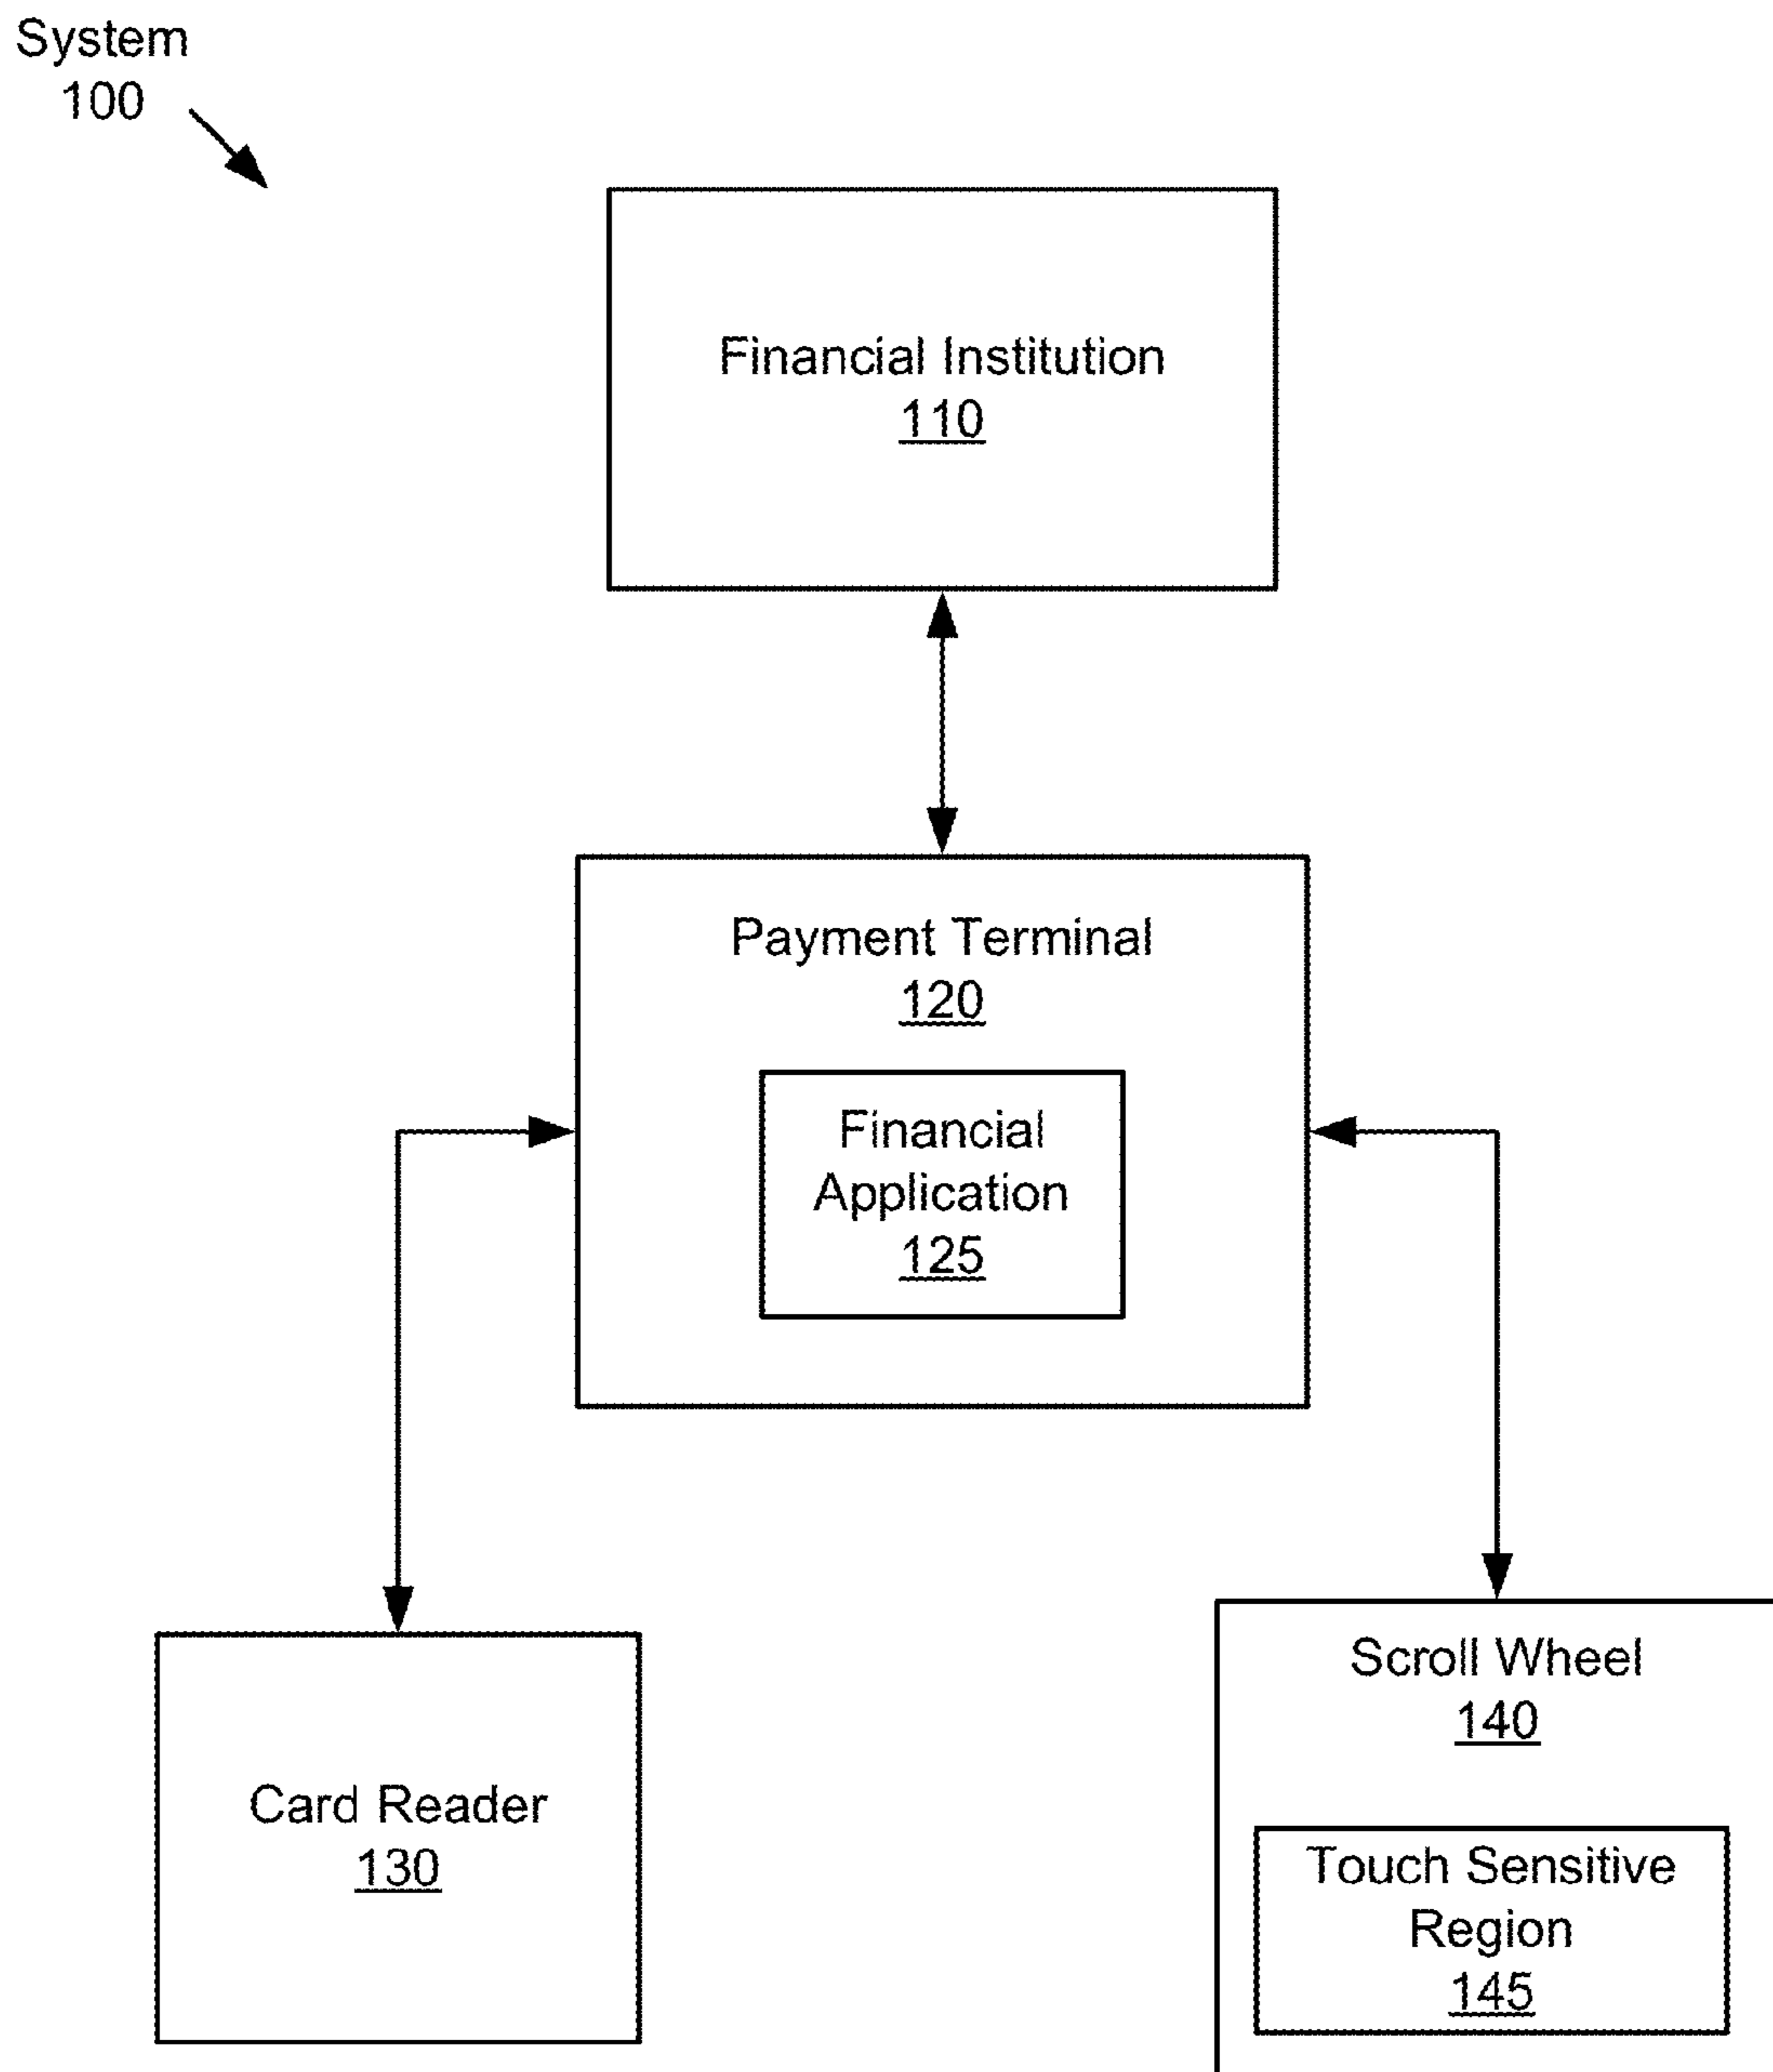 System
100
Financial Institution
110
Payment Terminal
120
Financial
Application
125
Scroll Wheel
140
Card Reader
130
Touch Sensitive
Region
145